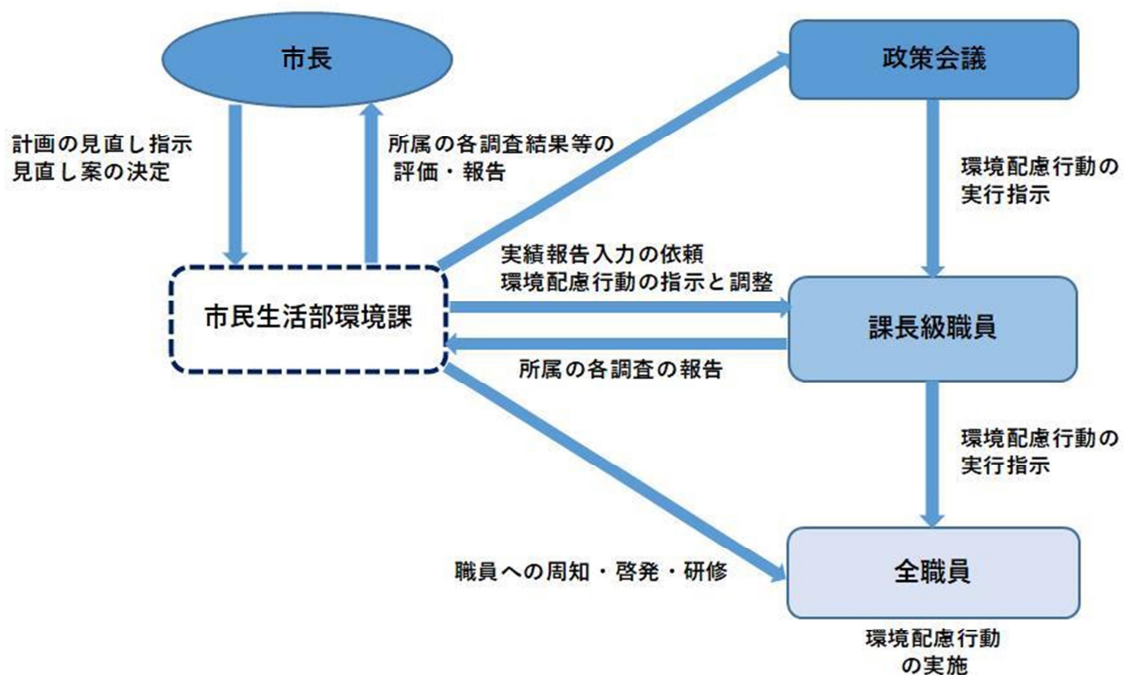 市長
政策会議
計画の見直し指示
見直し案の決定
所属の各調査結果等の
評価・報告
環境配慮行動の
実行指示
実績報告入力の依頼
環境配慮行動の指示と調整
市民生活部環境課
課長級職員
所属の各調査の報告
環境配慮行動の
実行指示
職員への周知・啓発・研修
全職員
環境配慮行動
の実施